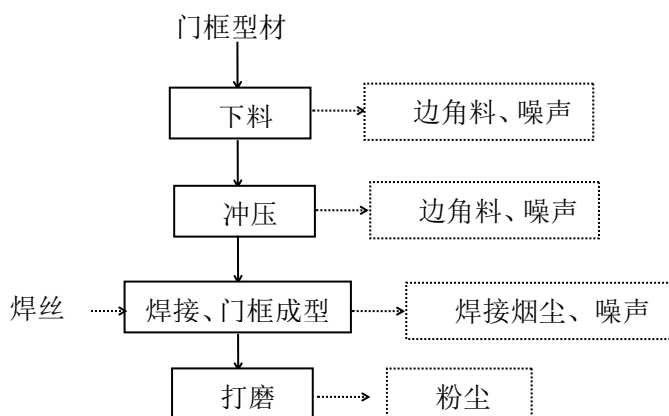 门框型材
下料
边角料、噪声
冲压
边角料、噪声
焊丝
焊接、门框成型
焊接烟尘、噪声
打磨
粉尘